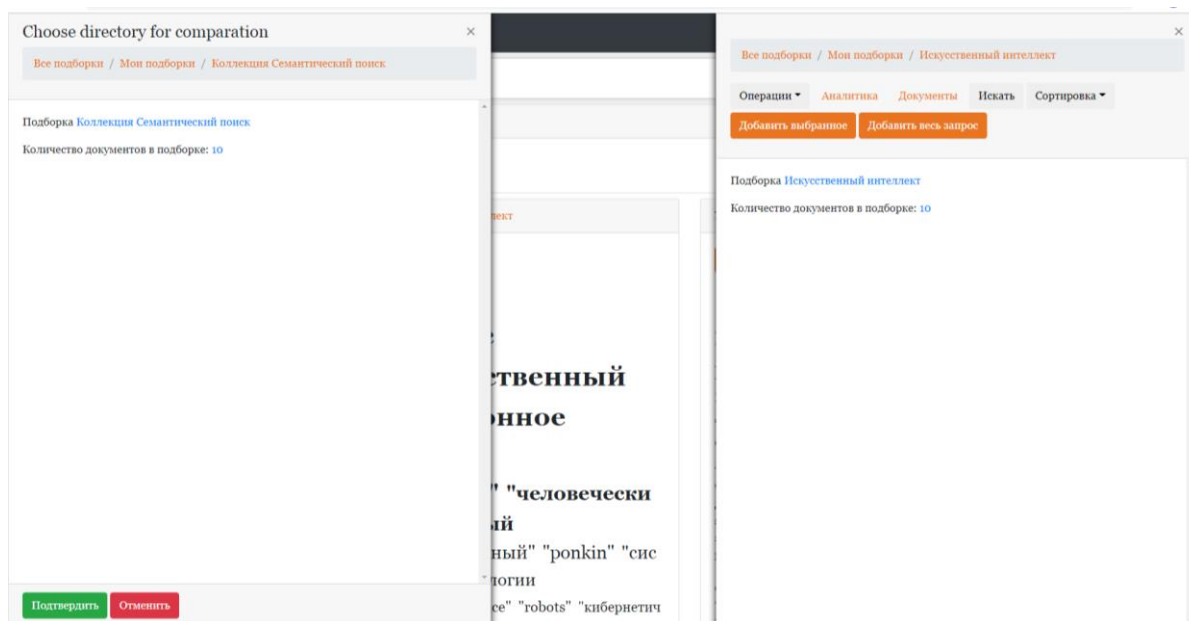 Choose directory for comparation ×
Все подборки / Мои подборки / Коллекция Семантический поиск
Подборка Коллекция Семантический поиск
Количество документов в подборке: 10
Подтвердить Отменить
лект
ственный
онное
" "человечески
ый
ный" "ponkin" "сис
логии
ce" "robots" "кибернетич
×
Все подборки / Мои подборки / Искусственный интеллект
Операции Аналитика Документы Искать Сортировка
Добавить выбранное Добавить весь запрос
Подборка Искусственный интеллект
Количество документов в подборке: 10